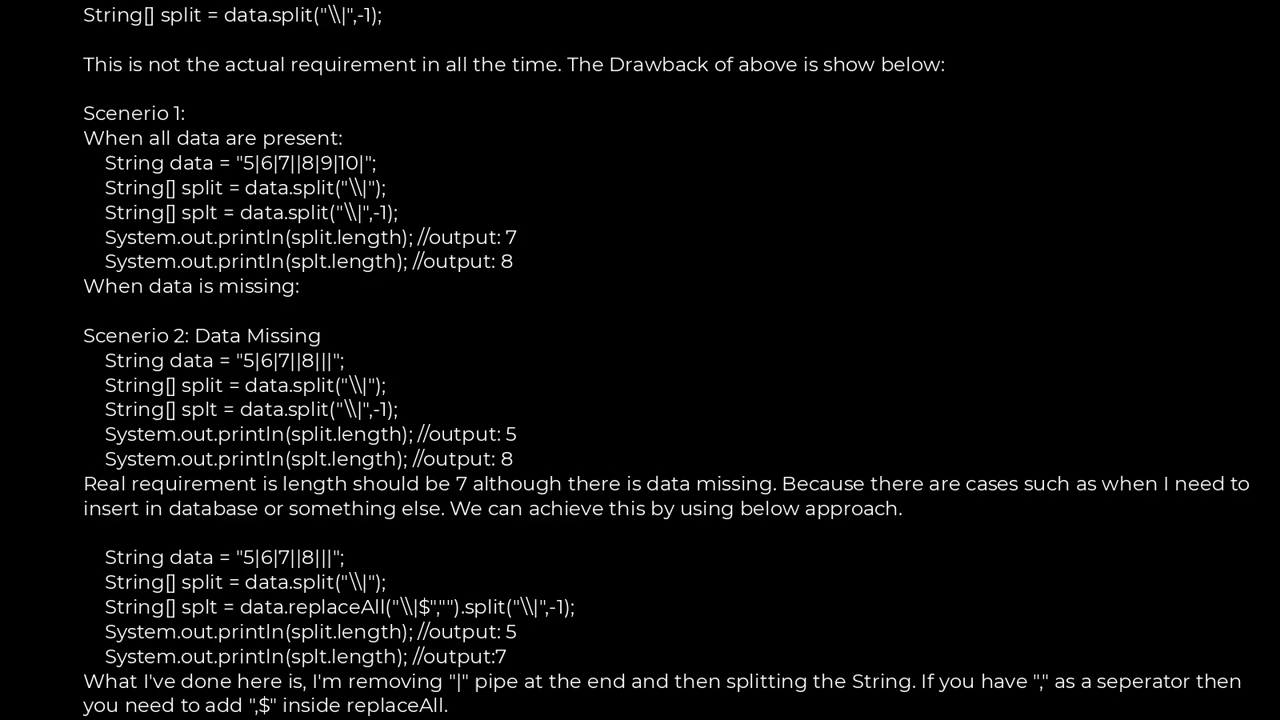 String[] split = data.split("\\|",-1);
This is not the actual requirement in all the time. The Drawback of above is show below:
Scenerio 1:
When all data are present:
String data = "5|6|7||8|9|10|";
String[] split = data.split("\\|");
String[] splt = data.split("\\|",-1);
System.out.println(split.length); //output: 7
System.out.println(splt.length); //output: 8
When data is missing:
Scenerio 2: Data Missing
String data = "5|6|7||8|||";
String[] split = data.split("\\|");
String[] splt = data.split("\\|",-1);
System.out.println(split.length); //output: 5
System.out.println(splt.length); //output: 8
Real requirement is length should be 7 although there is data missing. Because there are cases such as when I need to
insert in database or something else. We can achieve this by using below approach.
String data = "5|6|7||8|||";
String[] split = data.split("\\|");
String[] splt = data.replaceAll("\\|$","").split("\\|",-1);
System.out.println(split.length); //output: 5
System.out.println(splt.length); //output:7
What I've done here is, I'm removing "|" pipe at the end and then splitting the String. If you have "," as a seperator then
you need to add ",$" inside replaceAll.